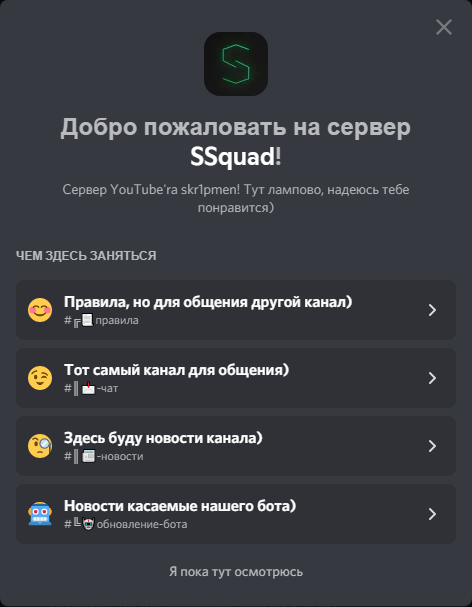 Добро пожаловать на сервер
SSquad!
Сервер YouTube'ra skr1pmen! Тут лампово, надеюсь тебе
понравится)
ЧЕМ ЗДЕСЬ ЗАНЯТЬСЯ
Правила, но для общения другой канал)
#╔📃правила
Тот самый канал для общения)
#║📩-чат
Здесь буду новости канала)
#║📰-новости
Новости касаемые нашего бота)
#╚🤖обновление-бота
Я пока тут осмотрюсь